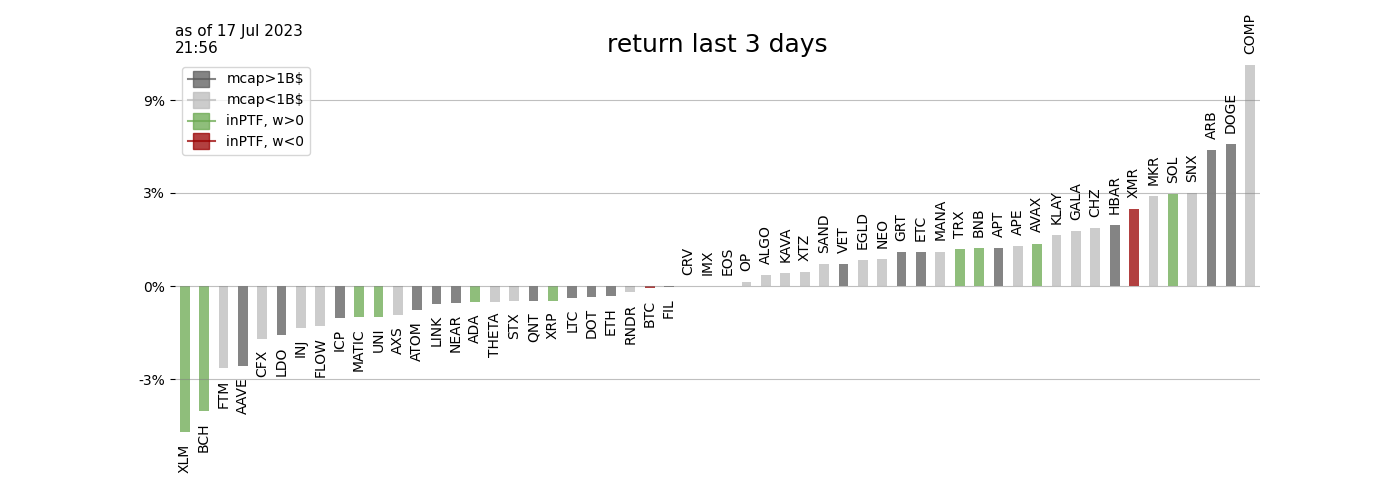 as of 17 Jul 2023
21:56
return last 3 days
mcap>1B$
mcap<1B$
inPTF, w>0
inPTF, w<0
9%
3%
0%
-3%
XLM
BCH
FTM
AAVE
CFX
LDO
INJ
FLOW
ICP
MATIC
UNI
AXS
ATOM
LINK
NEAR
ADA
THETA
STX
QNT
XRP
LTC
DOT
ETH
RNDR
BTC
FIL
CRV
IMX
EOS
OP
ALGO
KAVA
XTZ
SAND
VET
EGLD
NEO
GRT
ETC
MANA
TRX
BNB
APT
APE
AVAX
KLAY
GALA
CHZ
HBAR
XMR
MKR
SOL
SNX
ARB
DOGE
COMP